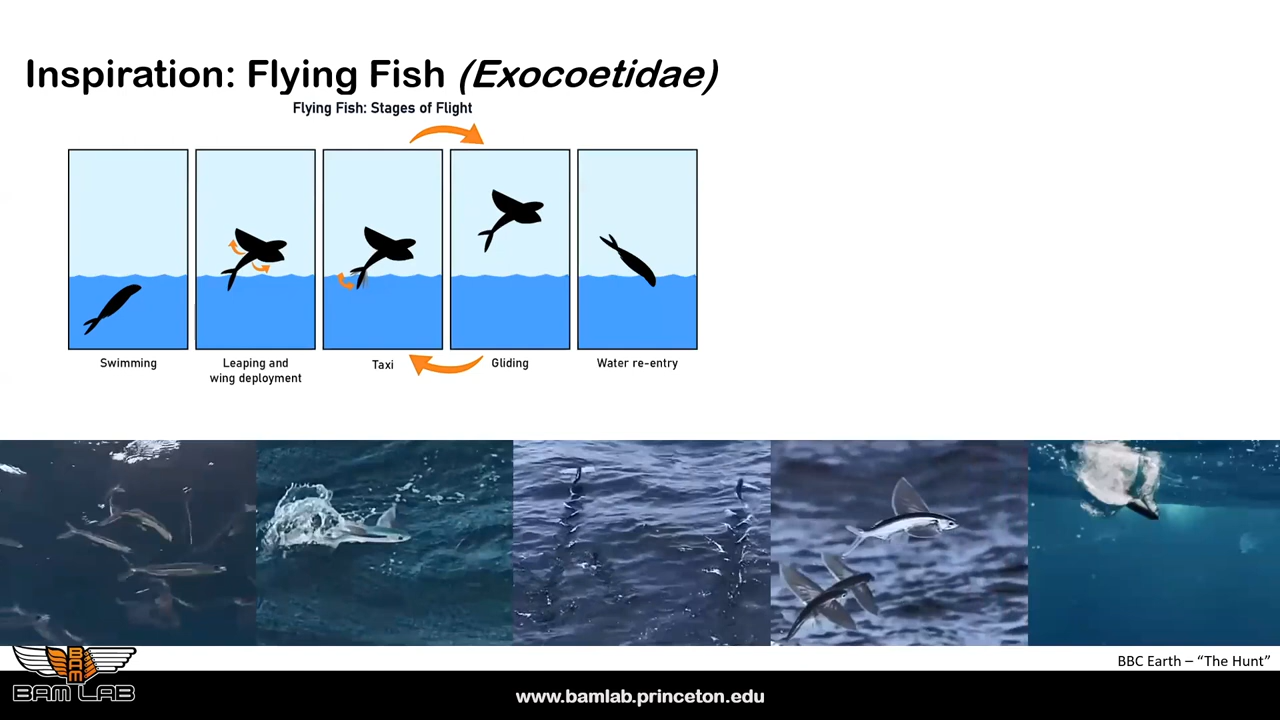 Inspiration: Flying Fish (Exocoetidae)
Flying Fish: Stages of Flight
Swimming
Leaping and
wing deployment
Taxi
Gliding
Water re-entry
BBC Earth – “The Hunt”
BAM
BAM LAB
www.bamlab.princeton.edu